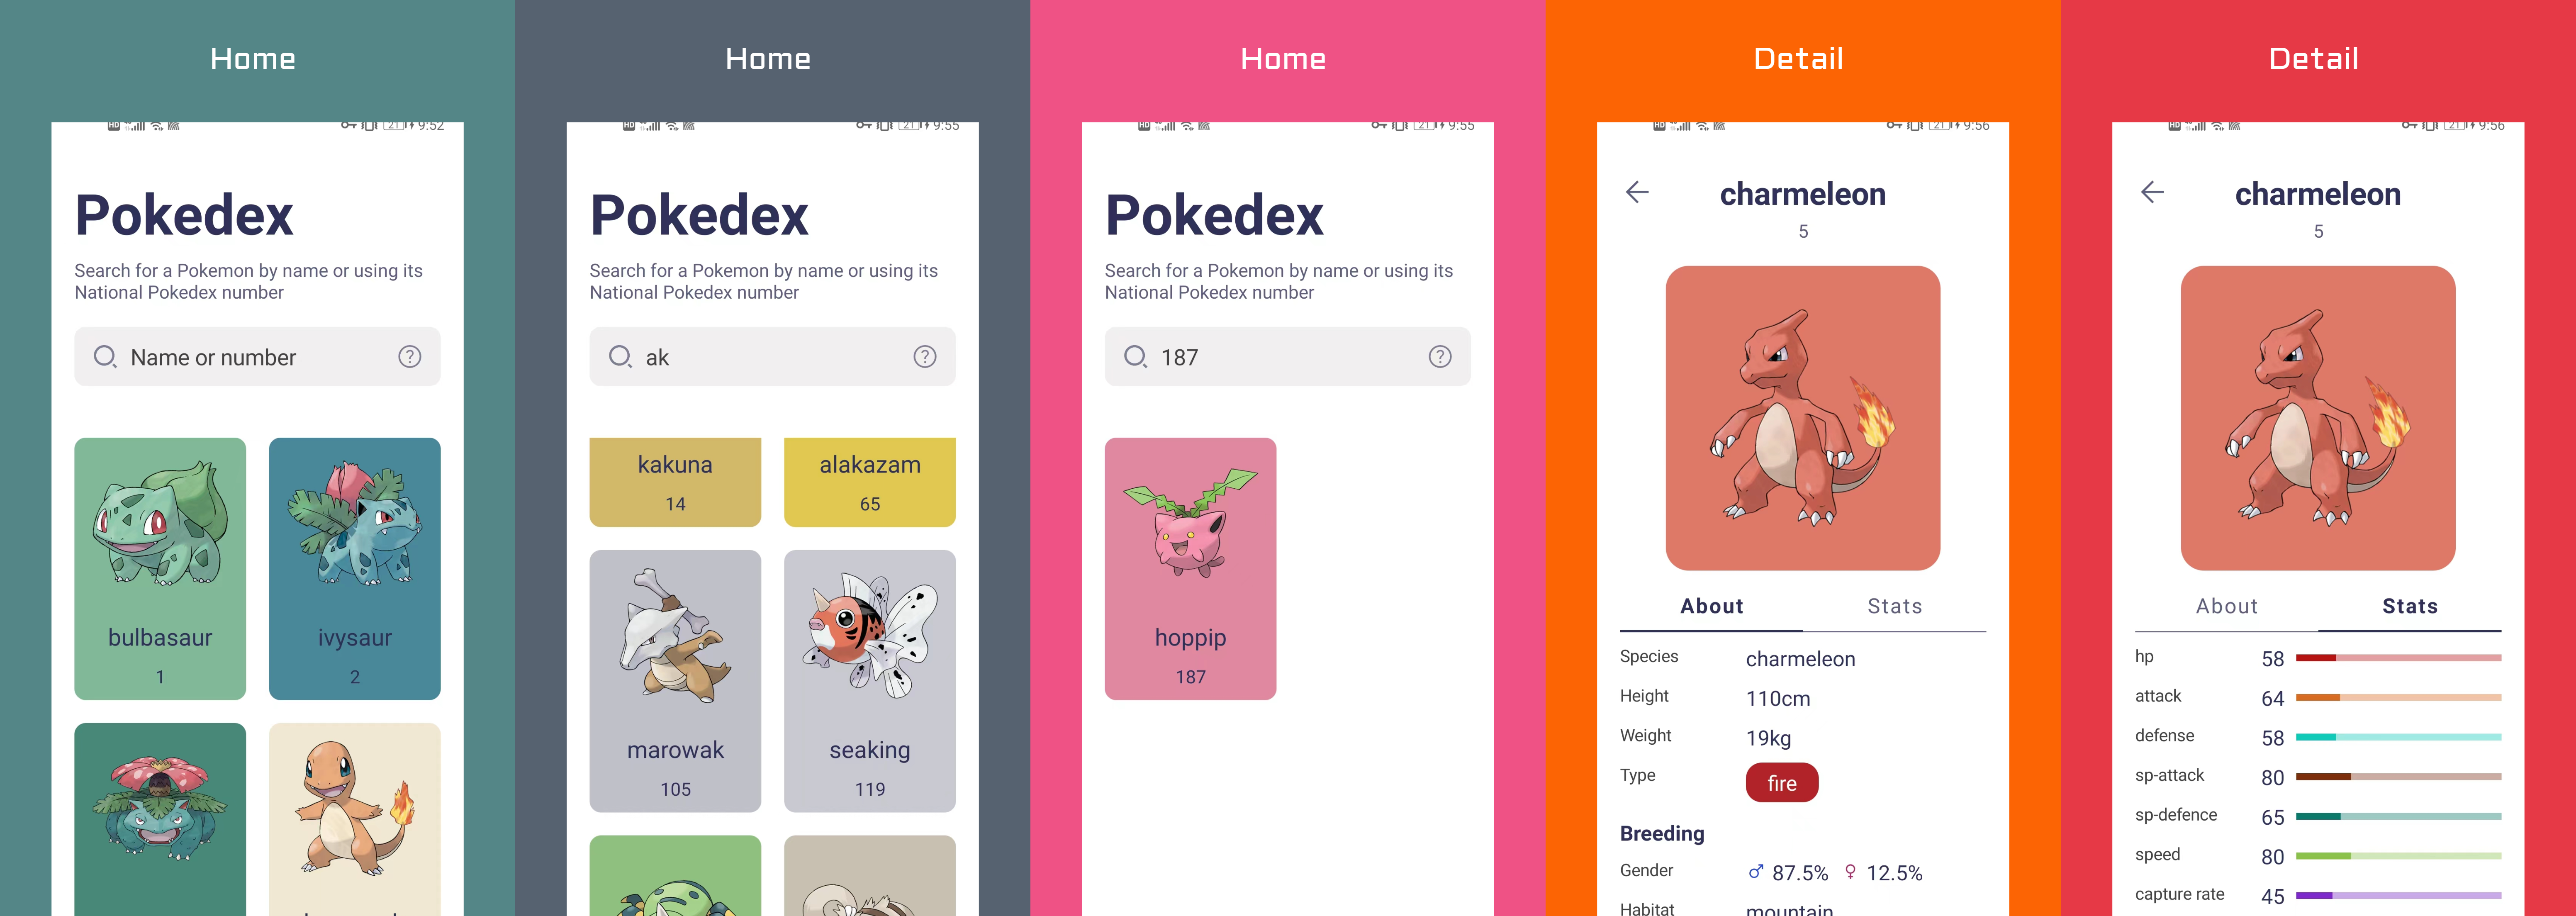 Home
9:52
Pokedex
Search for a Pokemon by name or using its
National Pokedex number
Name or number
bulbasaur
1
ivysaur
2
Home
9:55
Pokedex
Search for a Pokemon by name or using its
National Pokedex number
ak
kakuna
14
alakazam
65
marowak
105
seaking
119
Home
9:55
Pokedex
Search for a Pokemon by name or using its
National Pokedex number
187
hoppip
187
Detail
9:56
charmeleon
5
About Stats
Species charmeleon
Height 110cm
Weight 19kg
Type fire
Breeding
Gender ♂ 87.5% ♀ 12.5%
Habitat mountain
Detail
9:56
charmeleon
5
About Stats
hp 58
attack 64
defense 58
sp-attack 80
sp-defence 65
speed 80
capture rate 45